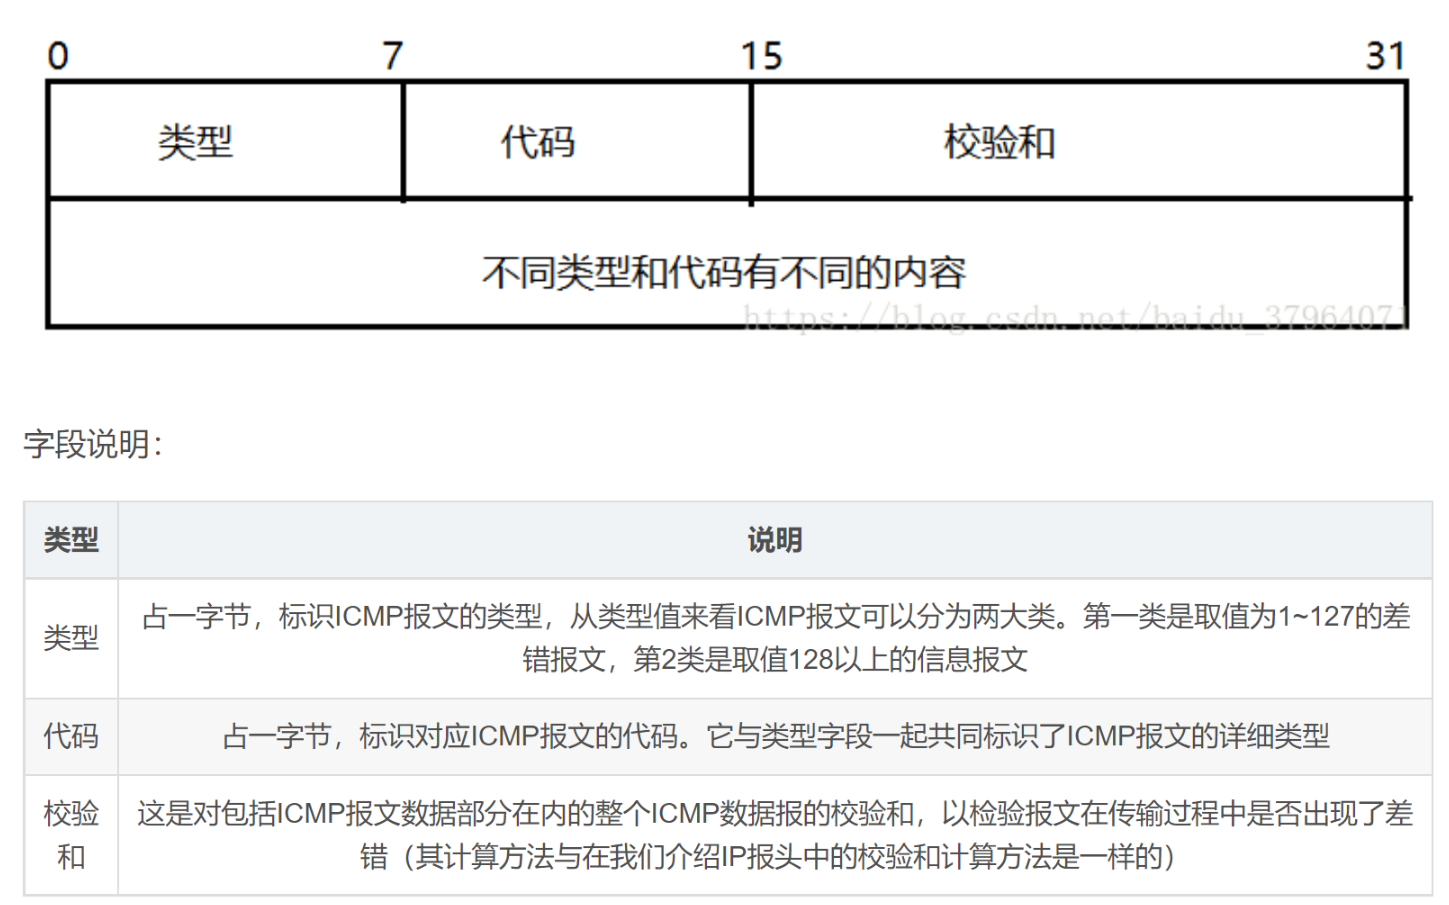 0 7 15 31
类型 代码 校验和
不同类型和代码有不同的内容
https://blog.csdn.net/baidu_37964071
字段说明：
类型 说明
类型 占一字节，标识ICMP报文的类型，从类型值来看ICMP报文可以分为两大类。第一类是取值为1~127的差
错报文，第2类是取值128以上的信息报文
代码 占一字节，标识对应ICMP报文的代码。它与类型字段一起共同标识了ICMP报文的详细类型
校验 这是对包括ICMP报文数据部分在内的整个ICMP数据报的校验和，以检验报文在传输过程中是否出现了差
和 错（其计算方法与在我们介绍IP报头中的校验和计算方法是一样的）